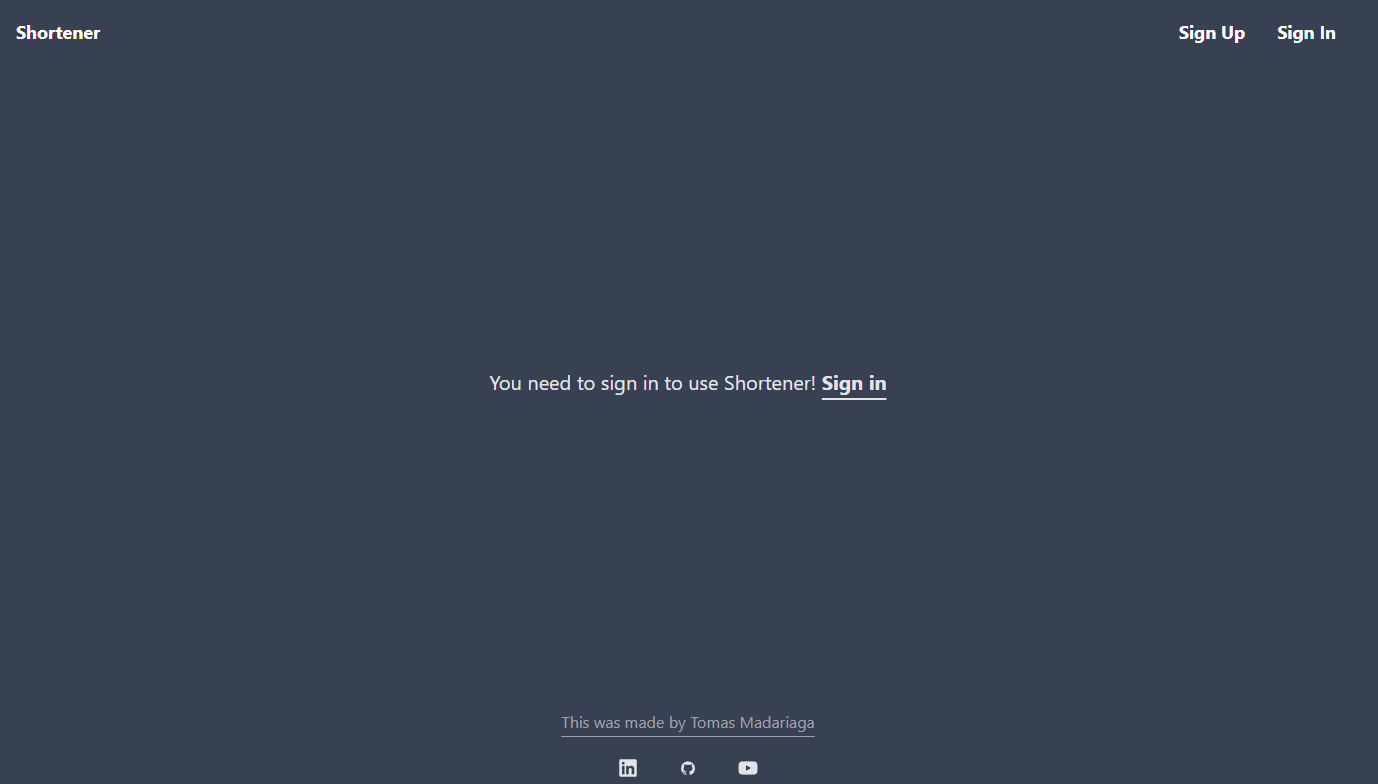 Shortener
Sign Up
Sign In
You need to sign in to use Shortener! Sign in
This was made by Tomas Madariaga